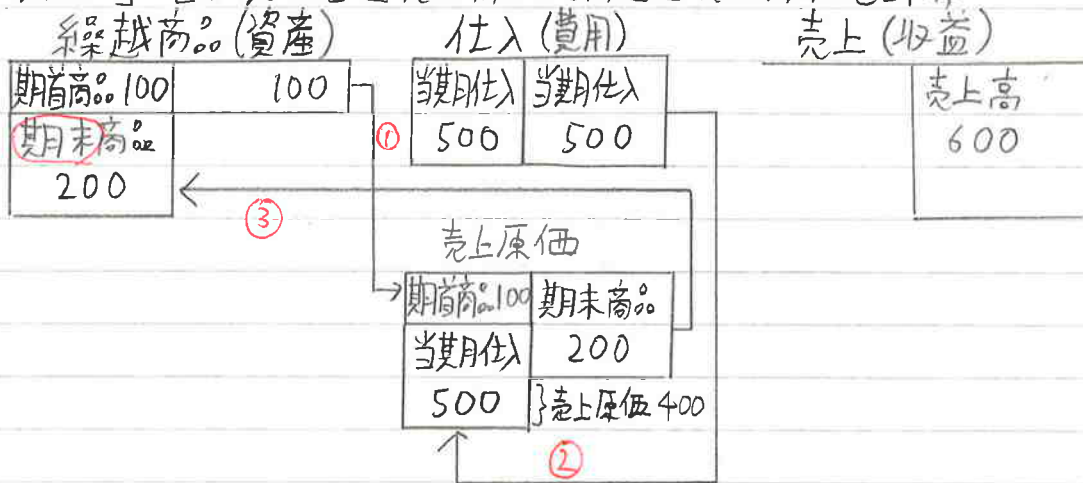 繰越商品(資産) 仕入(費用) 売上(収益)
期首商品100 100 当期仕入 当期仕入 売上高
期末商品 ① 500 500 600
200
③
売上原価
期首商品100 期末商品
当期仕入 200
500 }売上原価400
②